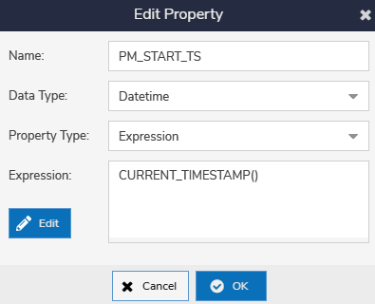 Edit Property
Name: PM_START_TS
Data Type: Datetime
Property Type: Expression
Expression: CURRENT_TIMESTAMP()
Edit
Cancel OK